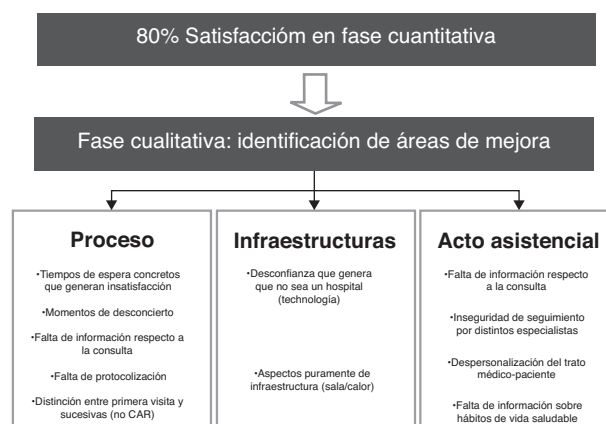 80% Satisfaccióm en fase cuantitativa
Fase cualitativa: identificación de áreas de mejora
Proceso
•Tiempos de espera concretos
que generan insatisfacción
•Momentos de desconcierto
•Falta de información respecto a
la consulta
•Falta de protocolización
•Distinción entre primera visita y
sucesivas (no CAR)
Infraestructuras
•Desconfianza que genera
que no sea un hospital
(technología)
•Aspectos puramente de
infraestructura (sala/calor)
Acto asistencial
•Falta de información respecto
a la consulta
•Inseguridad de seguimiento
por distintos especialistas
•Despersonalización del trato
médico-paciente
•Falta de información sobre
hábitos de vida saludable